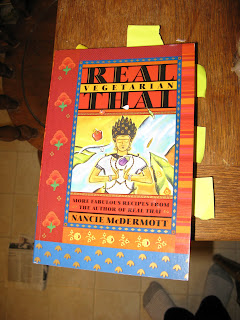 REAL
VEGETARIAN
THAI
MORE FABULOUS RECIPES FROM
THE AUTHOR OF REAL THAI
NANCIE McDERMOTT